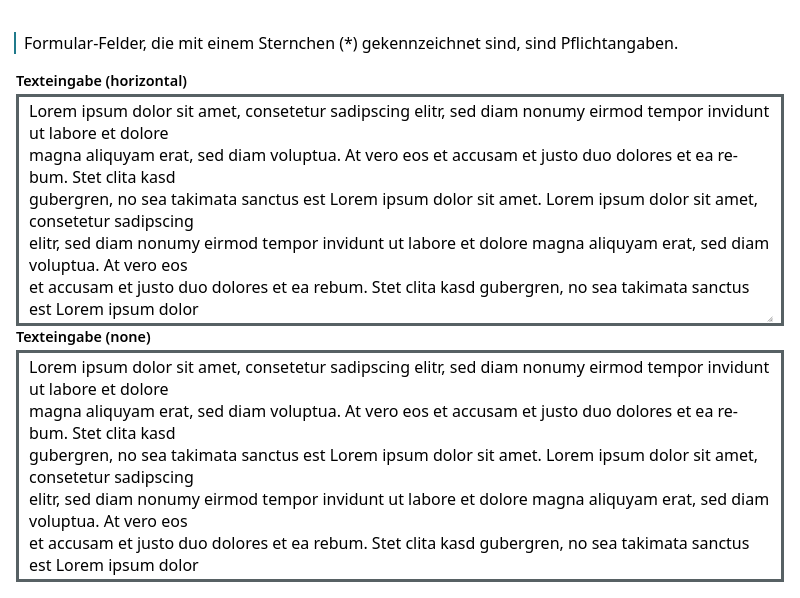 Formular-Felder, die mit einem Sternchen (*) gekennzeichnet sind, sind Pflichtangaben.
Texteingabe (horizontal)
Lorem ipsum dolor sit amet, consetetur sadipscing elitr, sed diam nonumy eirmod tempor invidunt
ut labore et dolore
magna aliquyam erat, sed diam voluptua. At vero eos et accusam et justo duo dolores et ea re-
bum. Stet clita kasd
gubergren, no sea takimata sanctus est Lorem ipsum dolor sit amet. Lorem ipsum dolor sit amet,
consetetur sadipscing
elitr, sed diam nonumy eirmod tempor invidunt ut labore et dolore magna aliquyam erat, sed diam
voluptua. At vero eos
et accusam et justo duo dolores et ea rebum. Stet clita kasd gubergren, no sea takimata sanctus
est Lorem ipsum dolor
Texteingabe (none)
Lorem ipsum dolor sit amet, consetetur sadipscing elitr, sed diam nonumy eirmod tempor invidunt
ut labore et dolore
magna aliquyam erat, sed diam voluptua. At vero eos et accusam et justo duo dolores et ea re-
bum. Stet clita kasd
gubergren, no sea takimata sanctus est Lorem ipsum dolor sit amet. Lorem ipsum dolor sit amet,
consetetur sadipscing
elitr, sed diam nonumy eirmod tempor invidunt ut labore et dolore magna aliquyam erat, sed diam
voluptua. At vero eos
et accusam et justo duo dolores et ea rebum. Stet clita kasd gubergren, no sea takimata sanctus
est Lorem ipsum dolor